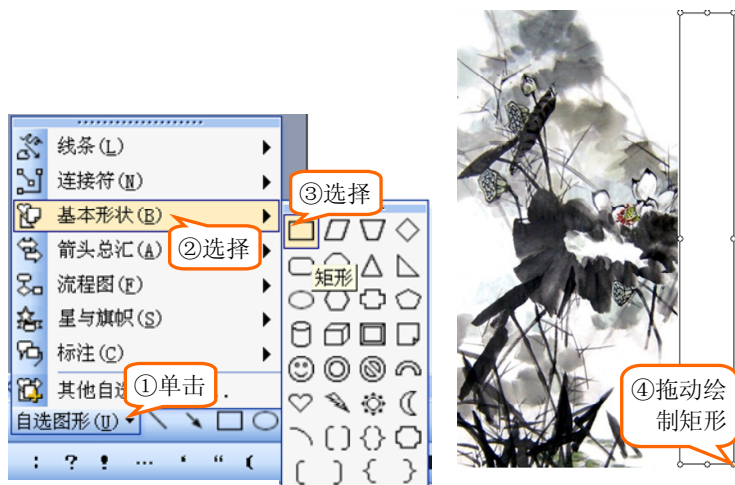 线条(L)
连接符(N)
基本形状(B)
箭头总汇(A)
流程图(F)
星与旗帜(S)
标注(C)
其他自选
自选图形(U)
①单击
②选择
③选择
矩形
④拖动绘
制矩形
: ? ! … ‘ “ (